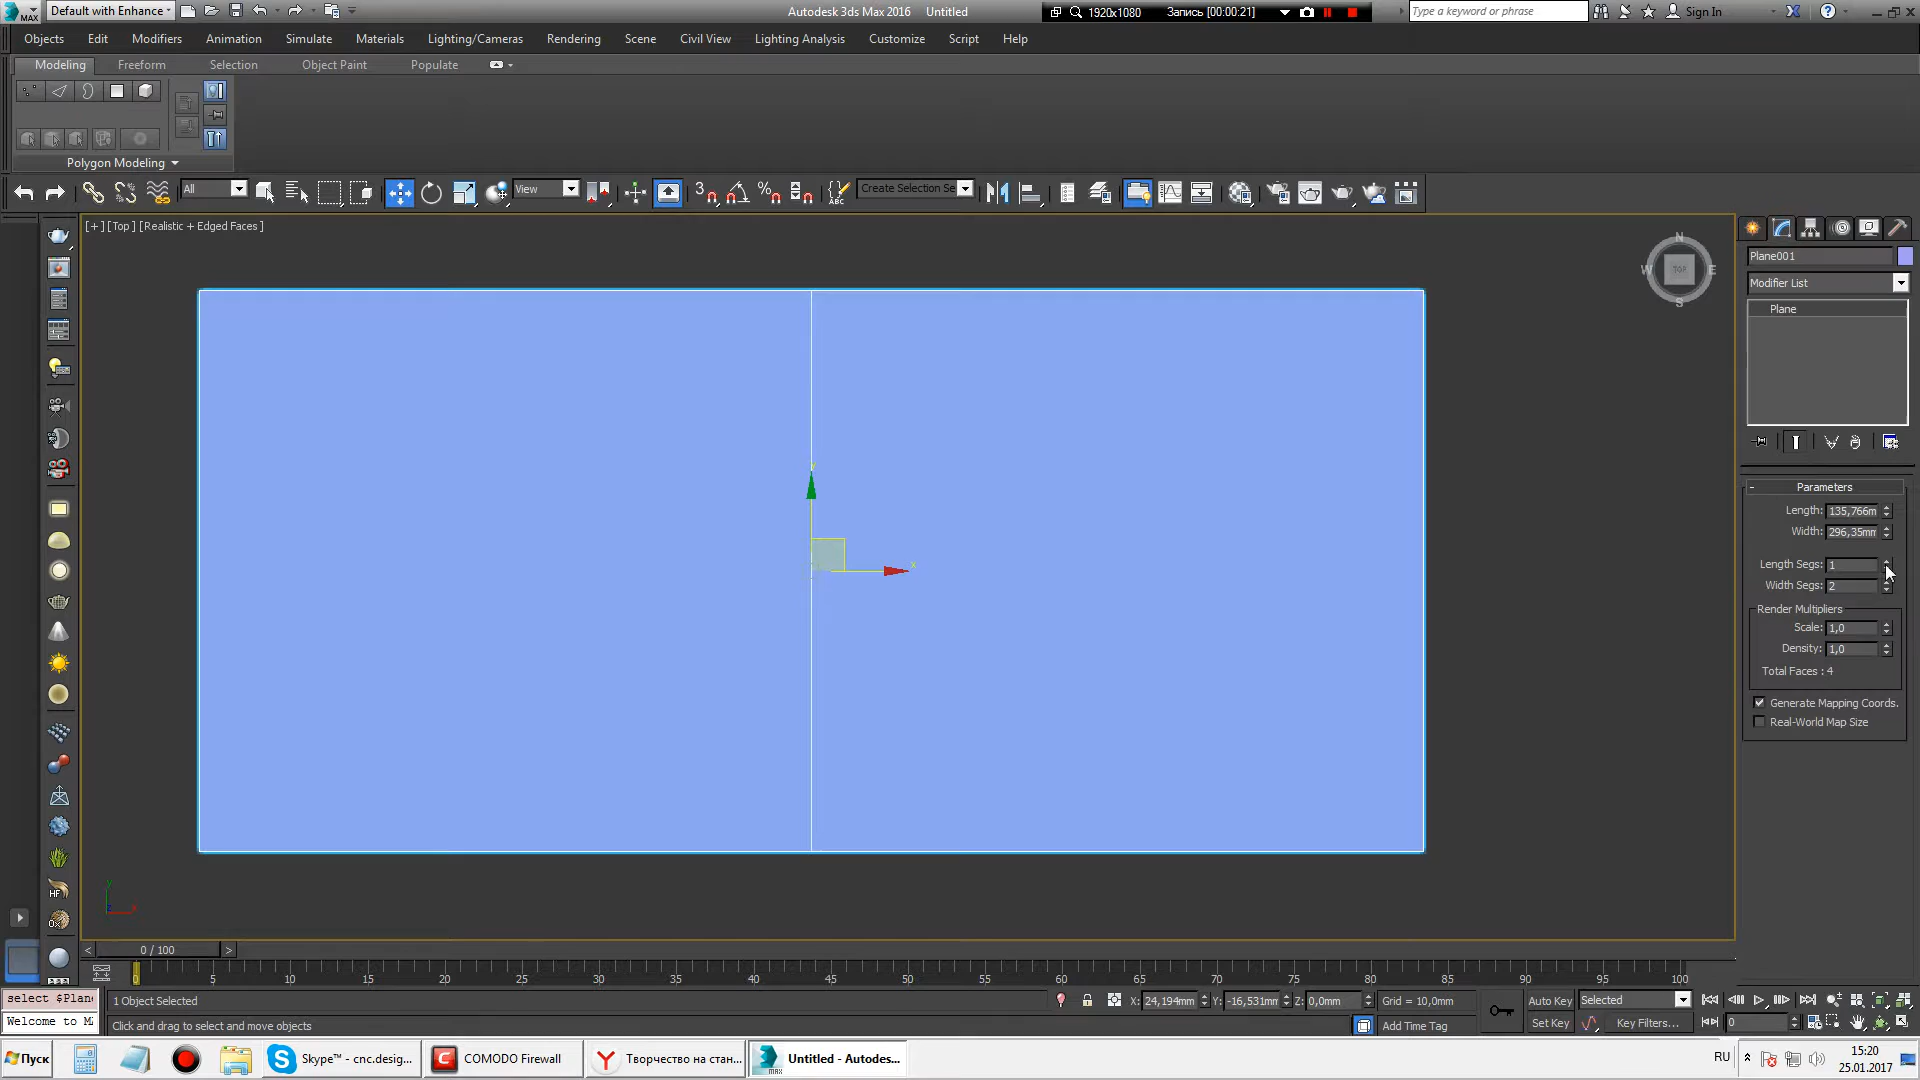 MAX
Default with Enhance
Autodesk 3ds Max 2016 Untitled
1920x1080
Запись [00:00:21]
Type a keyword or phrase
Sign In
Objects
Edit
Modifiers
Animation
Simulate
Materials
Lighting/Cameras
Rendering
Scene
Civil View
Lighting Analysis
Customize
Script
Help
Modeling
Freeform
Selection
Object Paint
Populate
Polygon Modeling
All
View
3
%
ABC
Create Selection Se
[+] [Top ] [Realistic + Edged Faces ]
N
W
TOP
E
S
Plane001
Modifier List
Plane
- Parameters
Length: 135,766m
Width: 296,35mm
Length Segs: 1
Width Segs: 2
Render Multipliers
Scale: 1,0
Density: 1,0
Total Faces : 4
Generate Mapping Coords.
Real-World Map Size
y
x
HF
OX
< 0 / 100 >
0 5 10 15 20 25 30 35 40 45 50 55 60 65 70 75 80 85 90 95 100
select $Plan
Welcome to M
1 Object Selected
Click and drag to select and move objects
X: 24,194mm
Y: -16,531mm
Z: 0,0mm
Grid = 10,0mm
Add Time Tag
Auto Key
Selected
Set Key
Key Filters...
0
Пуск
Skype™ - cnc.desig...
COMODO Firewall
Творчество на стан...
Untitled - Autodes...
RU
15:20
25.01.2017